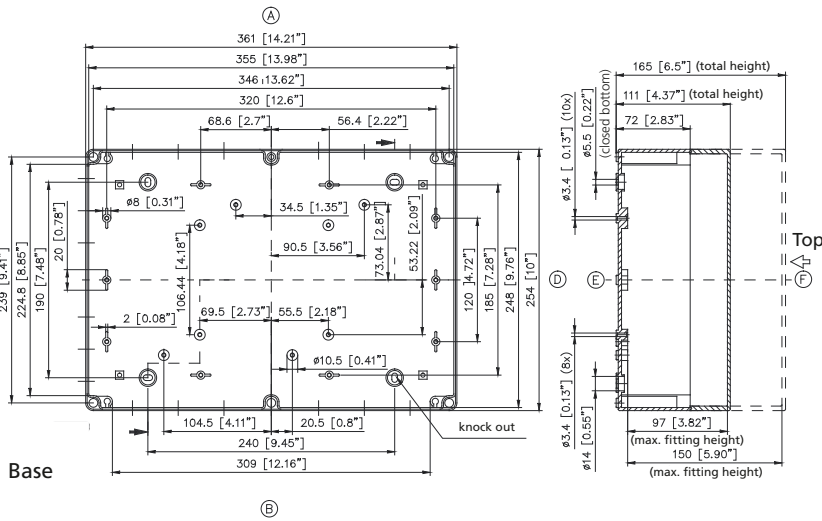 A
361 [14.21”]
355 [13.98”]
346 [13.62”]
320 [12.6”]
68.6 [2.7”]
56.4 [2.22”]
ø8 [0.31”]
34.5 [1.35”]
90.5 [3.56”]
73.04 [2.87”]
53.22 [2.09”]
20 [0.78”]
106.44 [4.18”]
239 [9.41”]
224.8 [8.85”]
190 [7.48”]
120 [4.72”]
185 [7.28”]
248 [9.76”]
254 [10”]
2 [0.08”]
69.5 [2.73”]
55.5 [2.18”]
ø10.5 [0.41”]
104.5 [4.11”]
20.5 [0.8”]
knock out
240 [9.45”]
309 [12.16”]
Base
B
165 [6.5”] (total height)
111 [4.37”] (total height)
72 [2.83”]
ø3.4 [ 0.13”] (10x)
ø5.5 [0.22”]
(closed bottom)
Top
D
E
F
ø3.4 [0.13”] (8x)
ø14 [0.55”]
97 [3.82”]
(max. fitting height)
150 [5.90”]
(max. fitting height)